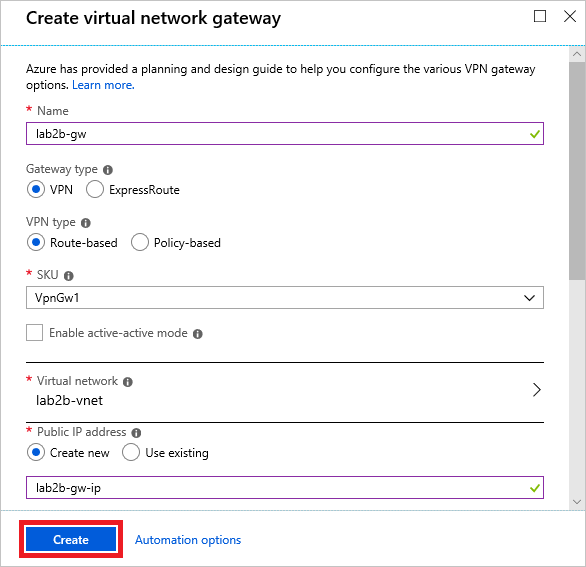 Create virtual network gateway
Azure has provided a planning and design guide to help you configure the various VPN gateway
options. Learn more.
* Name
lab2b-gw
Gateway type
VPN ExpressRoute
VPN type
Route-based Policy-based
* SKU
VpnGw1
Enable active-active mode
* Virtual network
lab2b-vnet
* Public IP address
Create new Use existing
lab2b-gw-ip
Create Automation options